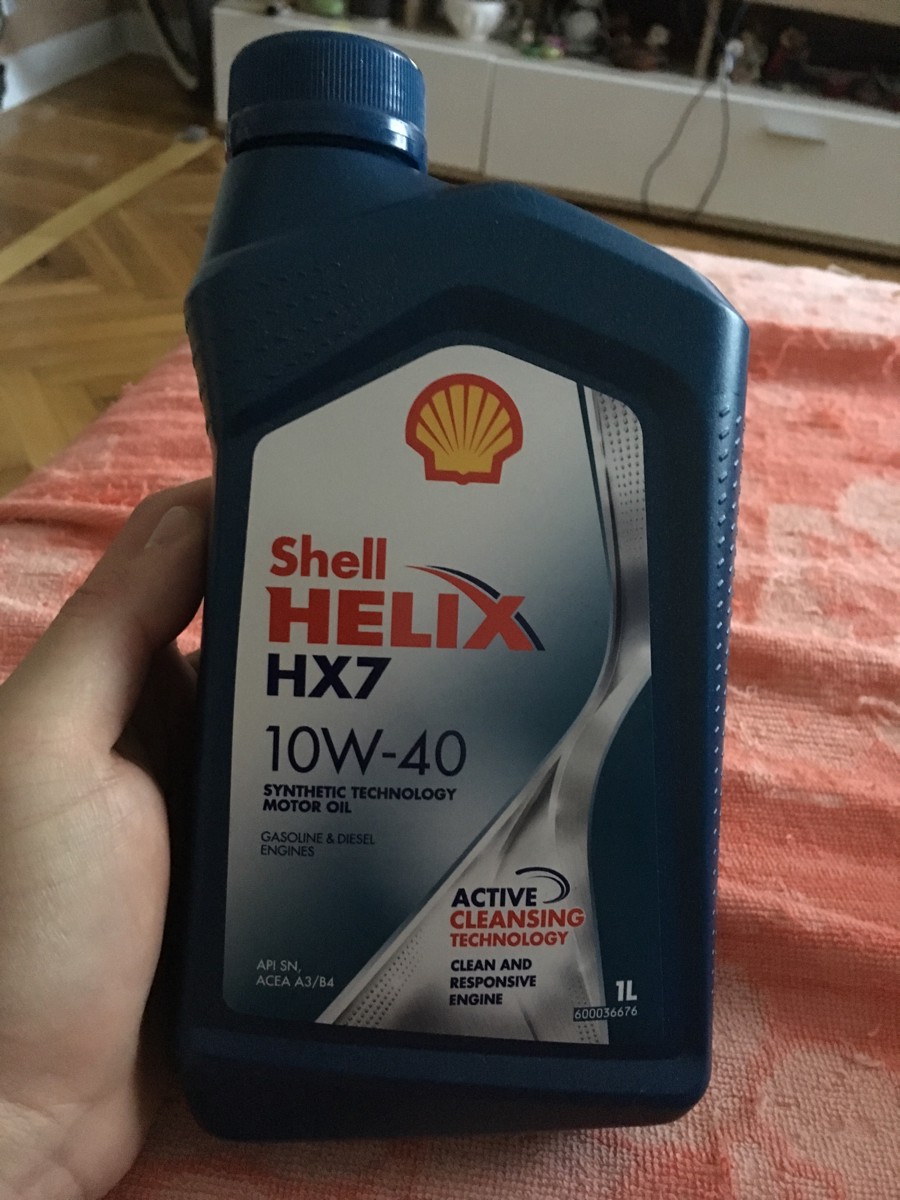 Shell
HELIX
HX7
10W-40
SYNTHETIC TECHNOLOGY
MOTOR OIL
GASOLINE & DIESEL
ENGINES
ACTIVE
CLEANSING
TECHNOLOGY
CLEAN AND
RESPONSIVE
ENGINE
API SN,
ACEA A3/B4
1L
600036676